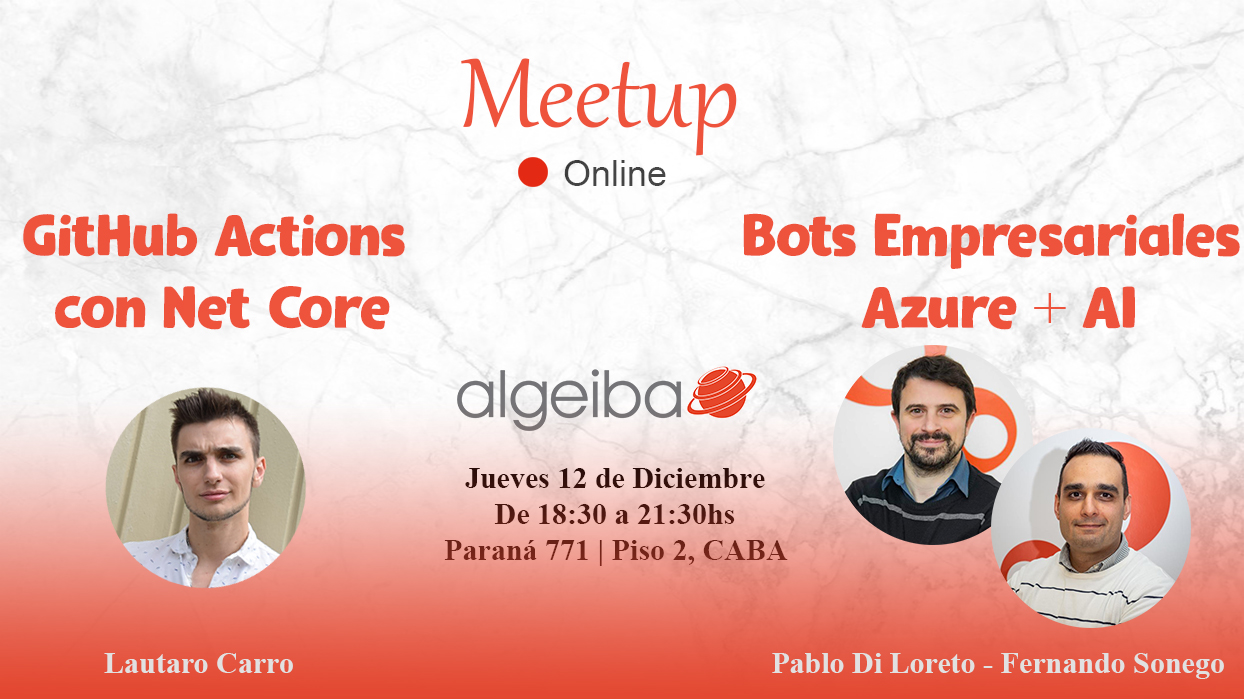 Meetup
Online
GitHub Actions
con Net Core
Bots Empresariales
Azure + AI
algeiba
Jueves 12 de Diciembre
De 18:30 a 21:30hs
Paraná 771 | Piso 2, CABA
Lautaro Carro
Pablo Di Loreto - Fernando Sonego